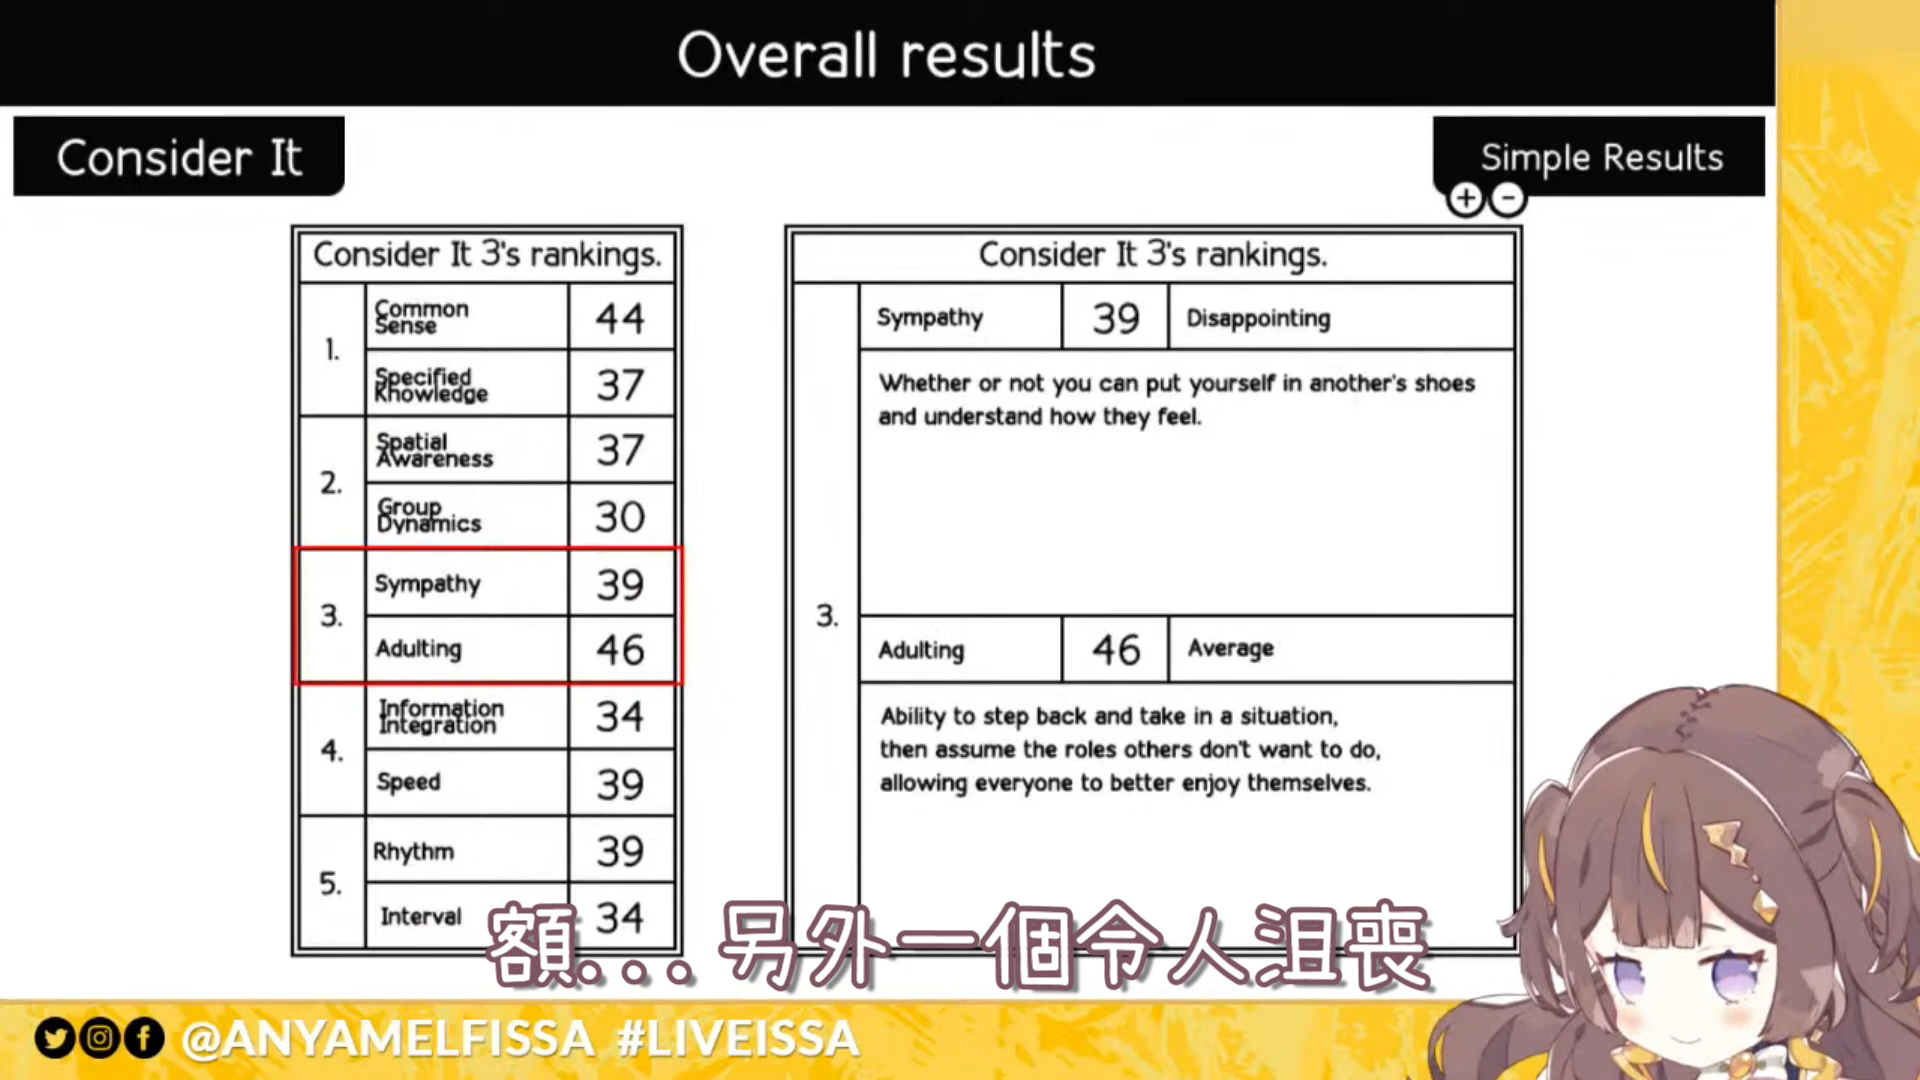 Overall results
Consider It
Simple Results
+ -
Consider It 3's rankings.
1.
Common
Sense
44
Specified
Knowledge
37
2.
Spatial
Awareness
37
Group
Dynamics
30
3.
Sympathy
39
Adulting
46
4.
Information
Integration
34
Speed
39
5.
Rhythm
39
Interval
34
Consider It 3's rankings.
3.
Sympathy 39 Disappointing
Whether or not you can put yourself in another's shoes
and understand how they feel.
Adulting 46 Average
Ability to step back and take in a situation,
then assume the roles others don't want to do,
allowing everyone to better enjoy themselves.
額...另外一個令人沮喪
@ANYAMELFISSA #LIVEISSA